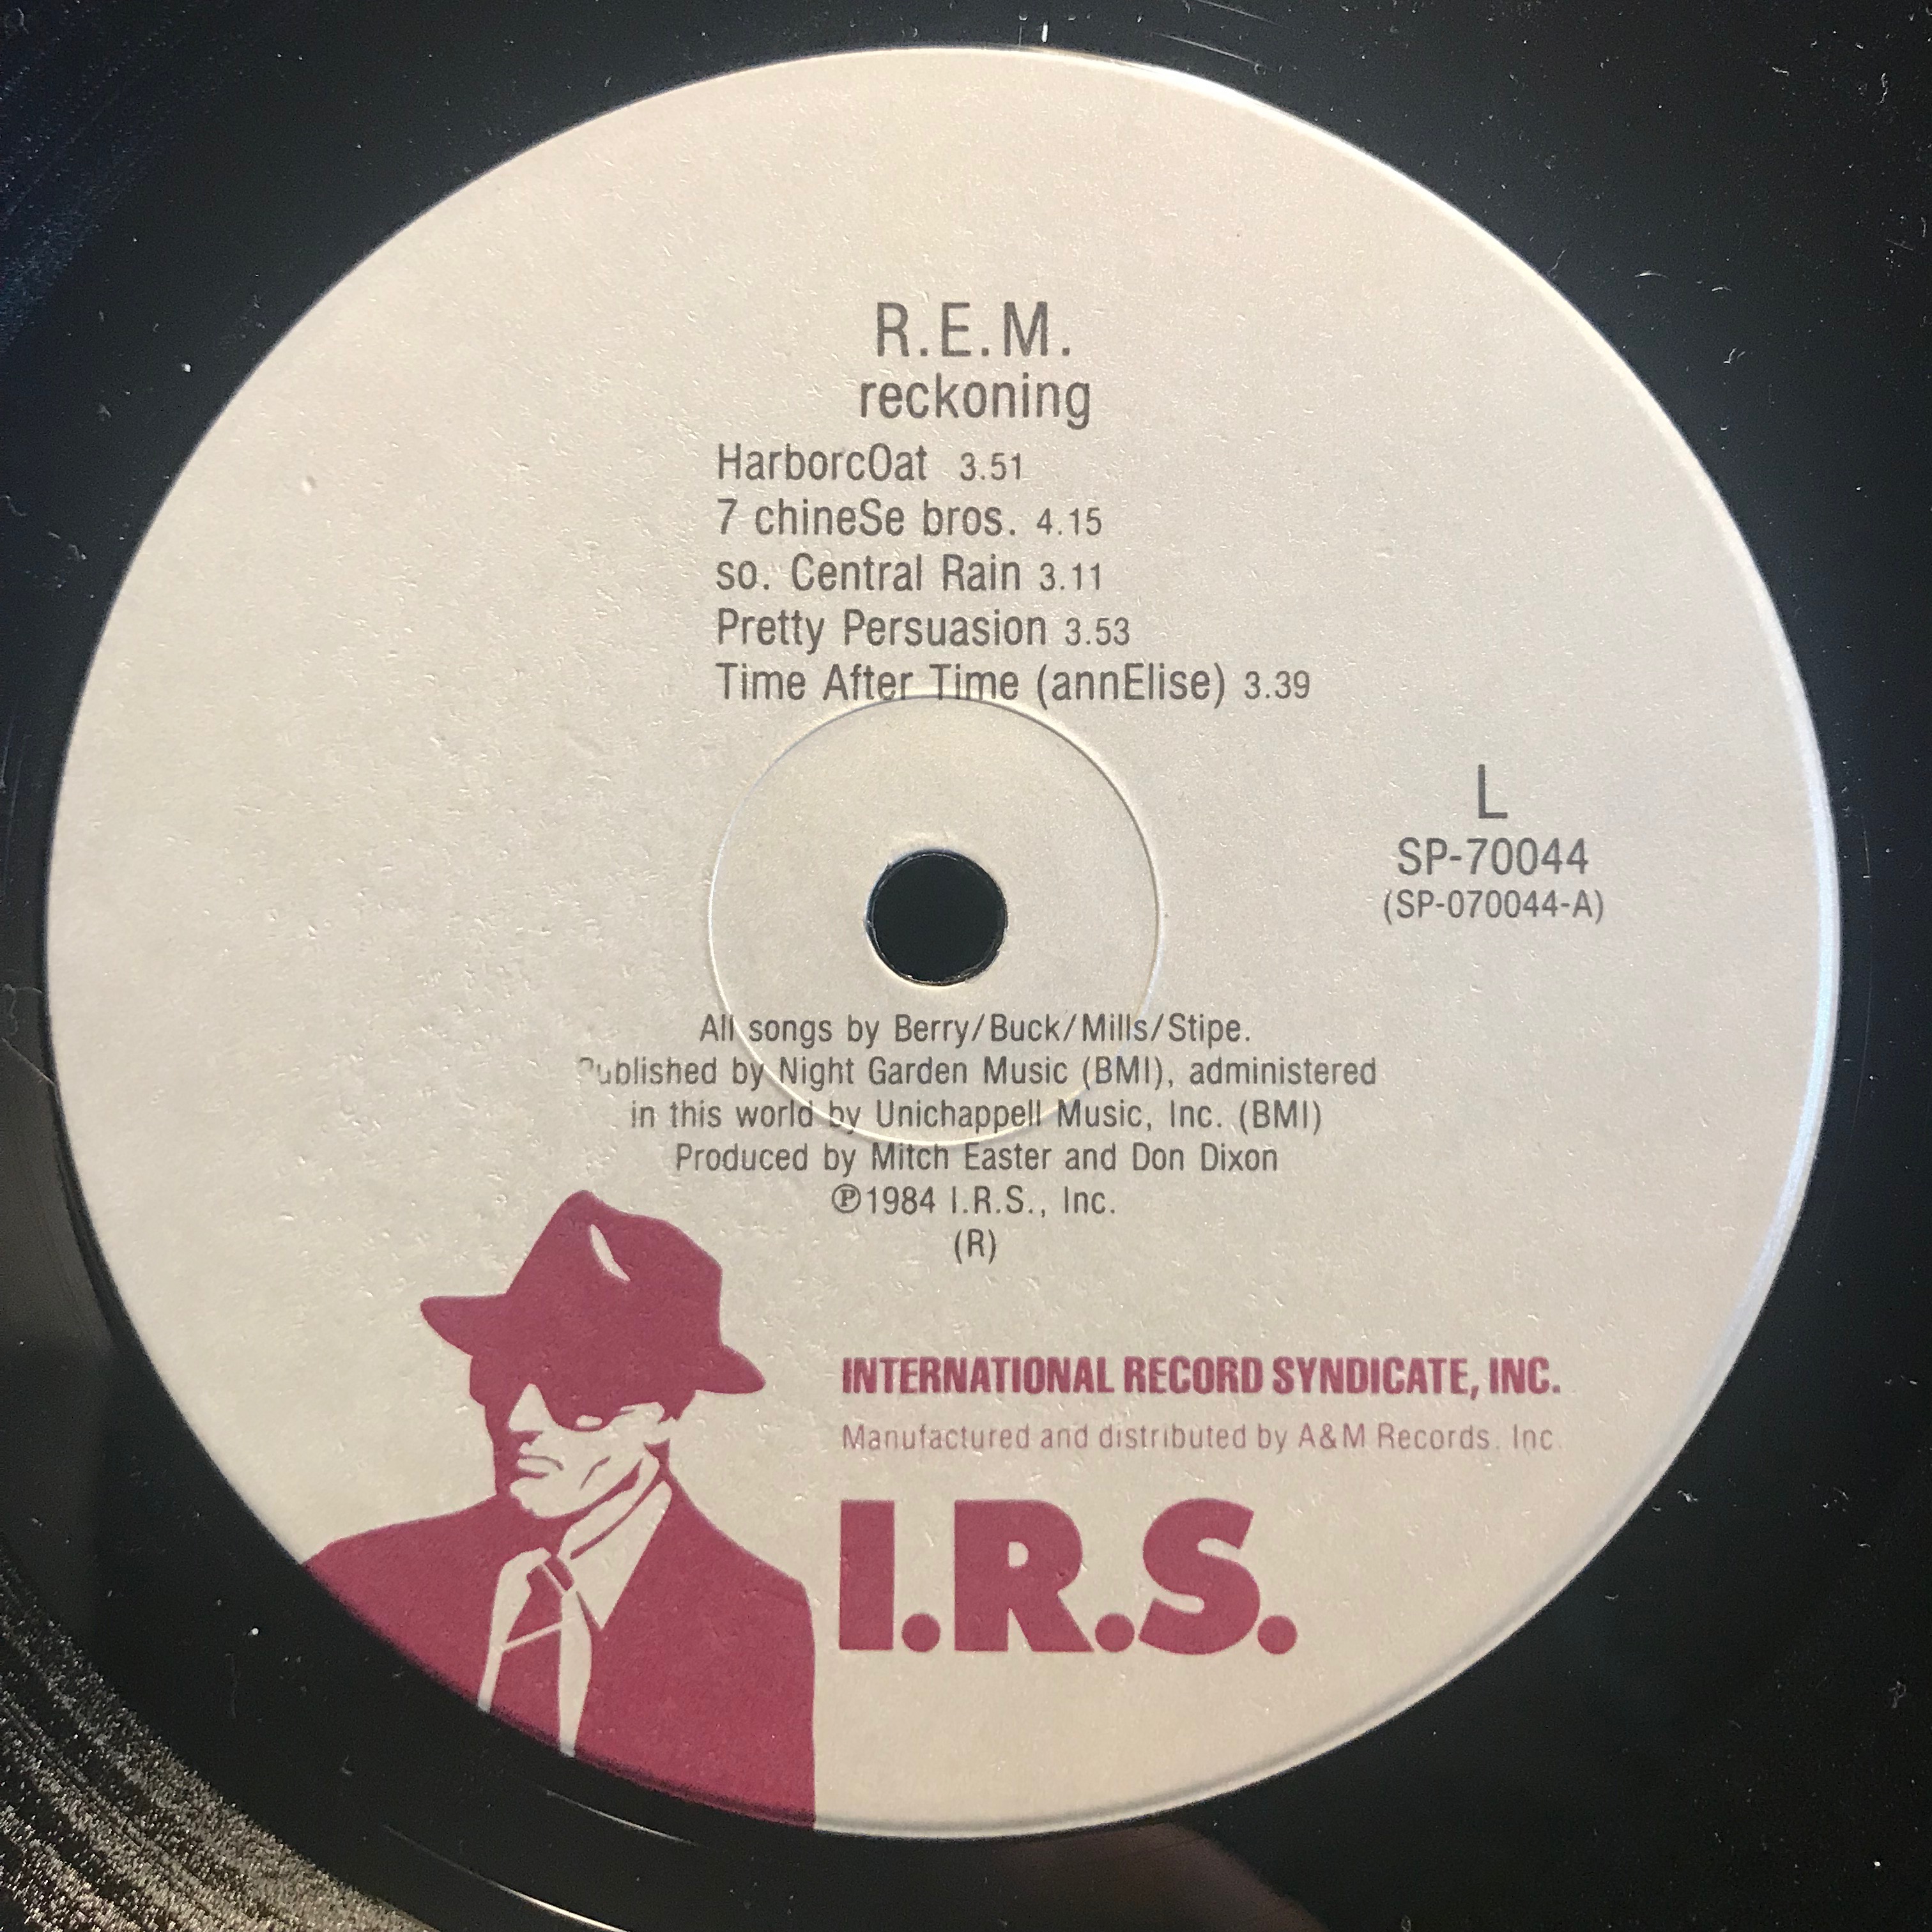 R.E.M.
reckoning
HarborcOat 3.51
7 chineSe bros. 4.15
so. Central Rain 3.11
Pretty Persuasion 3.53
Time After Time (annElise) 3.39
L
SP-70044
(SP-070044-A)
All songs by Berry/Buck/Mills/Stipe.
Published by Night Garden Music (BMI), administered
in this world by Unichappell Music, Inc. (BMI)
Produced by Mitch Easter and Don Dixon
℗1984 I.R.S., Inc.
(R)
INTERNATIONAL RECORD SYNDICATE, INC.
Manufactured and distributed by A&M Records, Inc.
I.R.S.